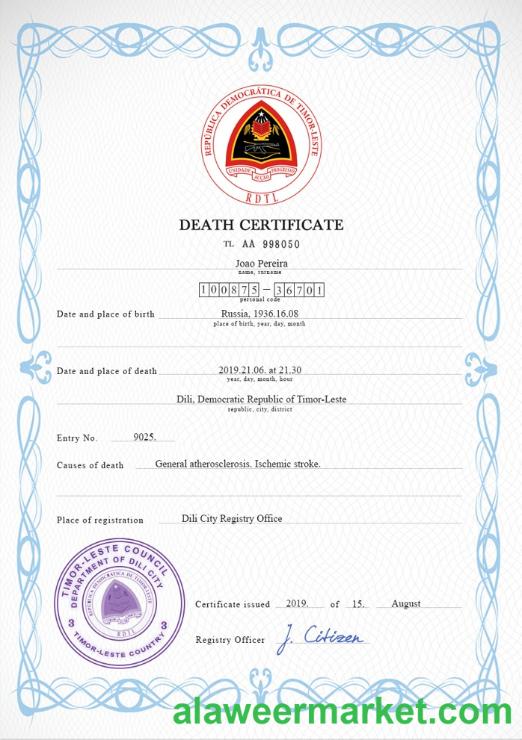 REPÚBLICA DEMOCRÁTICA DE TIMOR-LESTE
UNIDADE ACÇÃO PROGRESSO
RDTL
DEATH CERTIFICATE
TL AA 998050
Joao Pereira
name, surname
100875-36701
personal code
Date and place of birth Russia, 1936.16.08
place of birth, year, day, month
Date and place of death 2019.21.06. at 21.30
year, day, month, hour
Dili, Democratic Republic of Timor-Leste
republic, city, district
Entry No. 9025.
Causes of death General atherosclerosis. Ischemic stroke.
Place of registration Dili City Registry Office
TIMOR-LESTE COUNCIL
DEPARTMENT OF DILI CITY
REPÚBLICA DEMOCRÁTICA DE TIMOR-LESTE
RDTL
3 3
TIMOR-LESTE COUNTRY
Certificate issued 2019. of 15. August
Registry Officer J. Citizen
alaweermarket.com